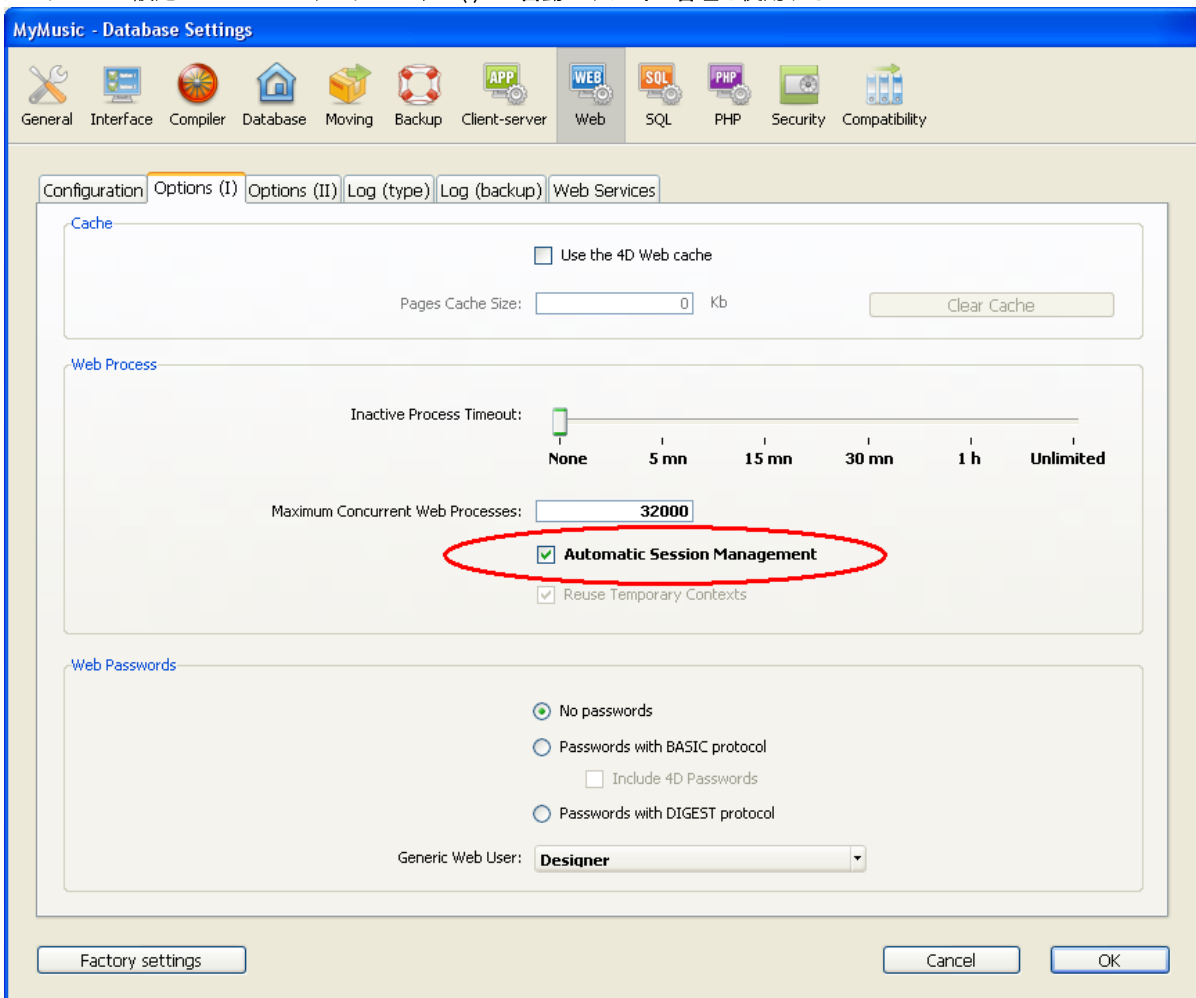 MyMusic - Database Settings
General Interface Compiler Database Moving Backup Client-server Web SQL PHP Security Compatibility
Configuration Options (I) Options (II) Log (type) Log (backup) Web Services
Cache
Use the 4D Web cache
Pages Cache Size: 0 Kb Clear Cache
Web Process
Inactive Process Timeout:
None 5 mn 15 mn 30 mn 1 h Unlimited
Maximum Concurrent Web Processes: 32000
Automatic Session Management
Reuse Temporary Contexts
Web Passwords
No passwords
Passwords with BASIC protocol
Include 4D Passwords
Passwords with DIGEST protocol
Generic Web User: Designer
Factory settings Cancel OK